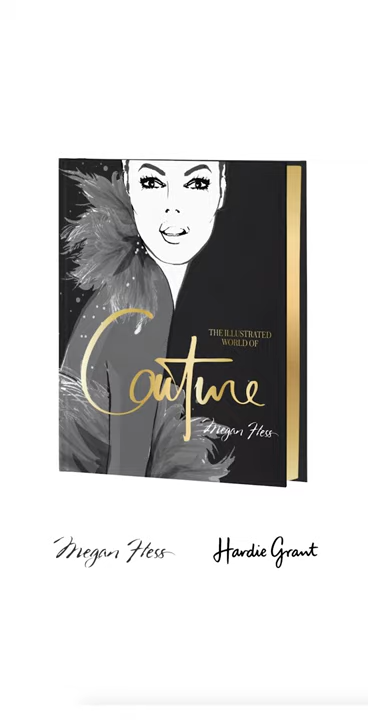 THE ILLUSTRATED
WORLD OF
Couture
Megan Hess
Megan Hess
Hardie Grant